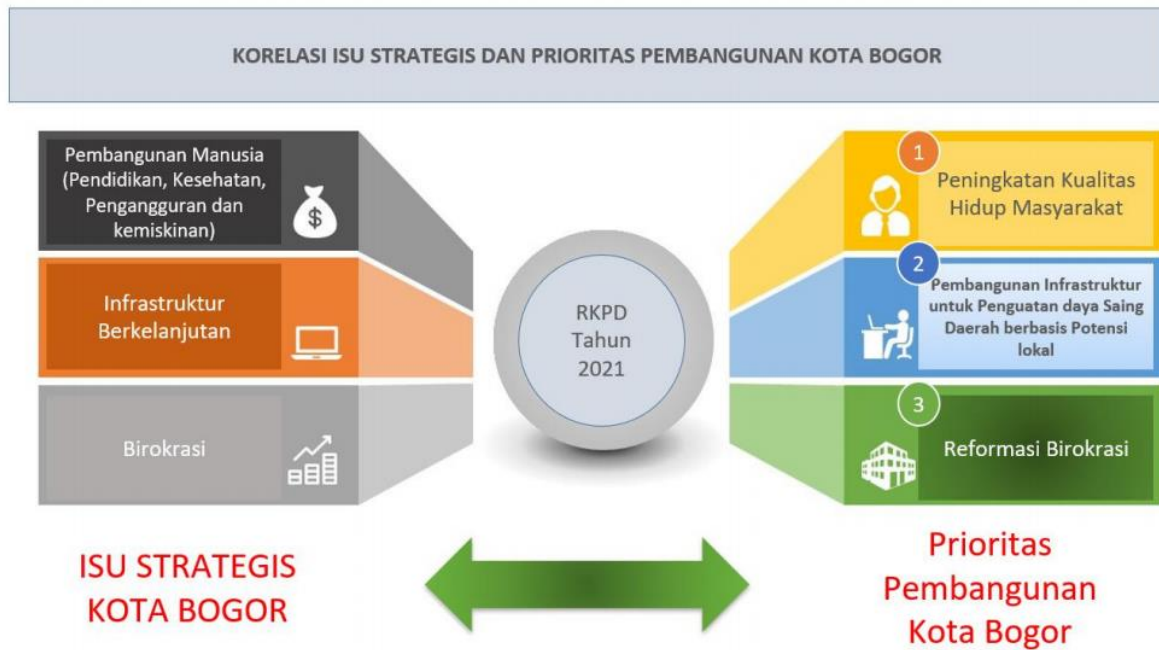 KORELASI ISU STRATEGIS DAN PRIORITAS PEMBANGUNAN KOTA BOGOR
Pembangunan Manusia
(Pendidikan, Kesehatan,
Pengangguran dan
kemiskinan)
$
Infrastruktur
Berkelanjutan
Birokrasi
ISU STRATEGIS
KOTA BOGOR
RKPD
Tahun
2021
1
Peningkatan Kualitas
Hidup Masyarakat
2
Pembangunan Infrastruktur
untuk Penguatan daya Saing
Daerah berbasis Potensi
lokal
3
Reformasi Birokrasi
Prioritas
Pembangunan
Kota Bogor